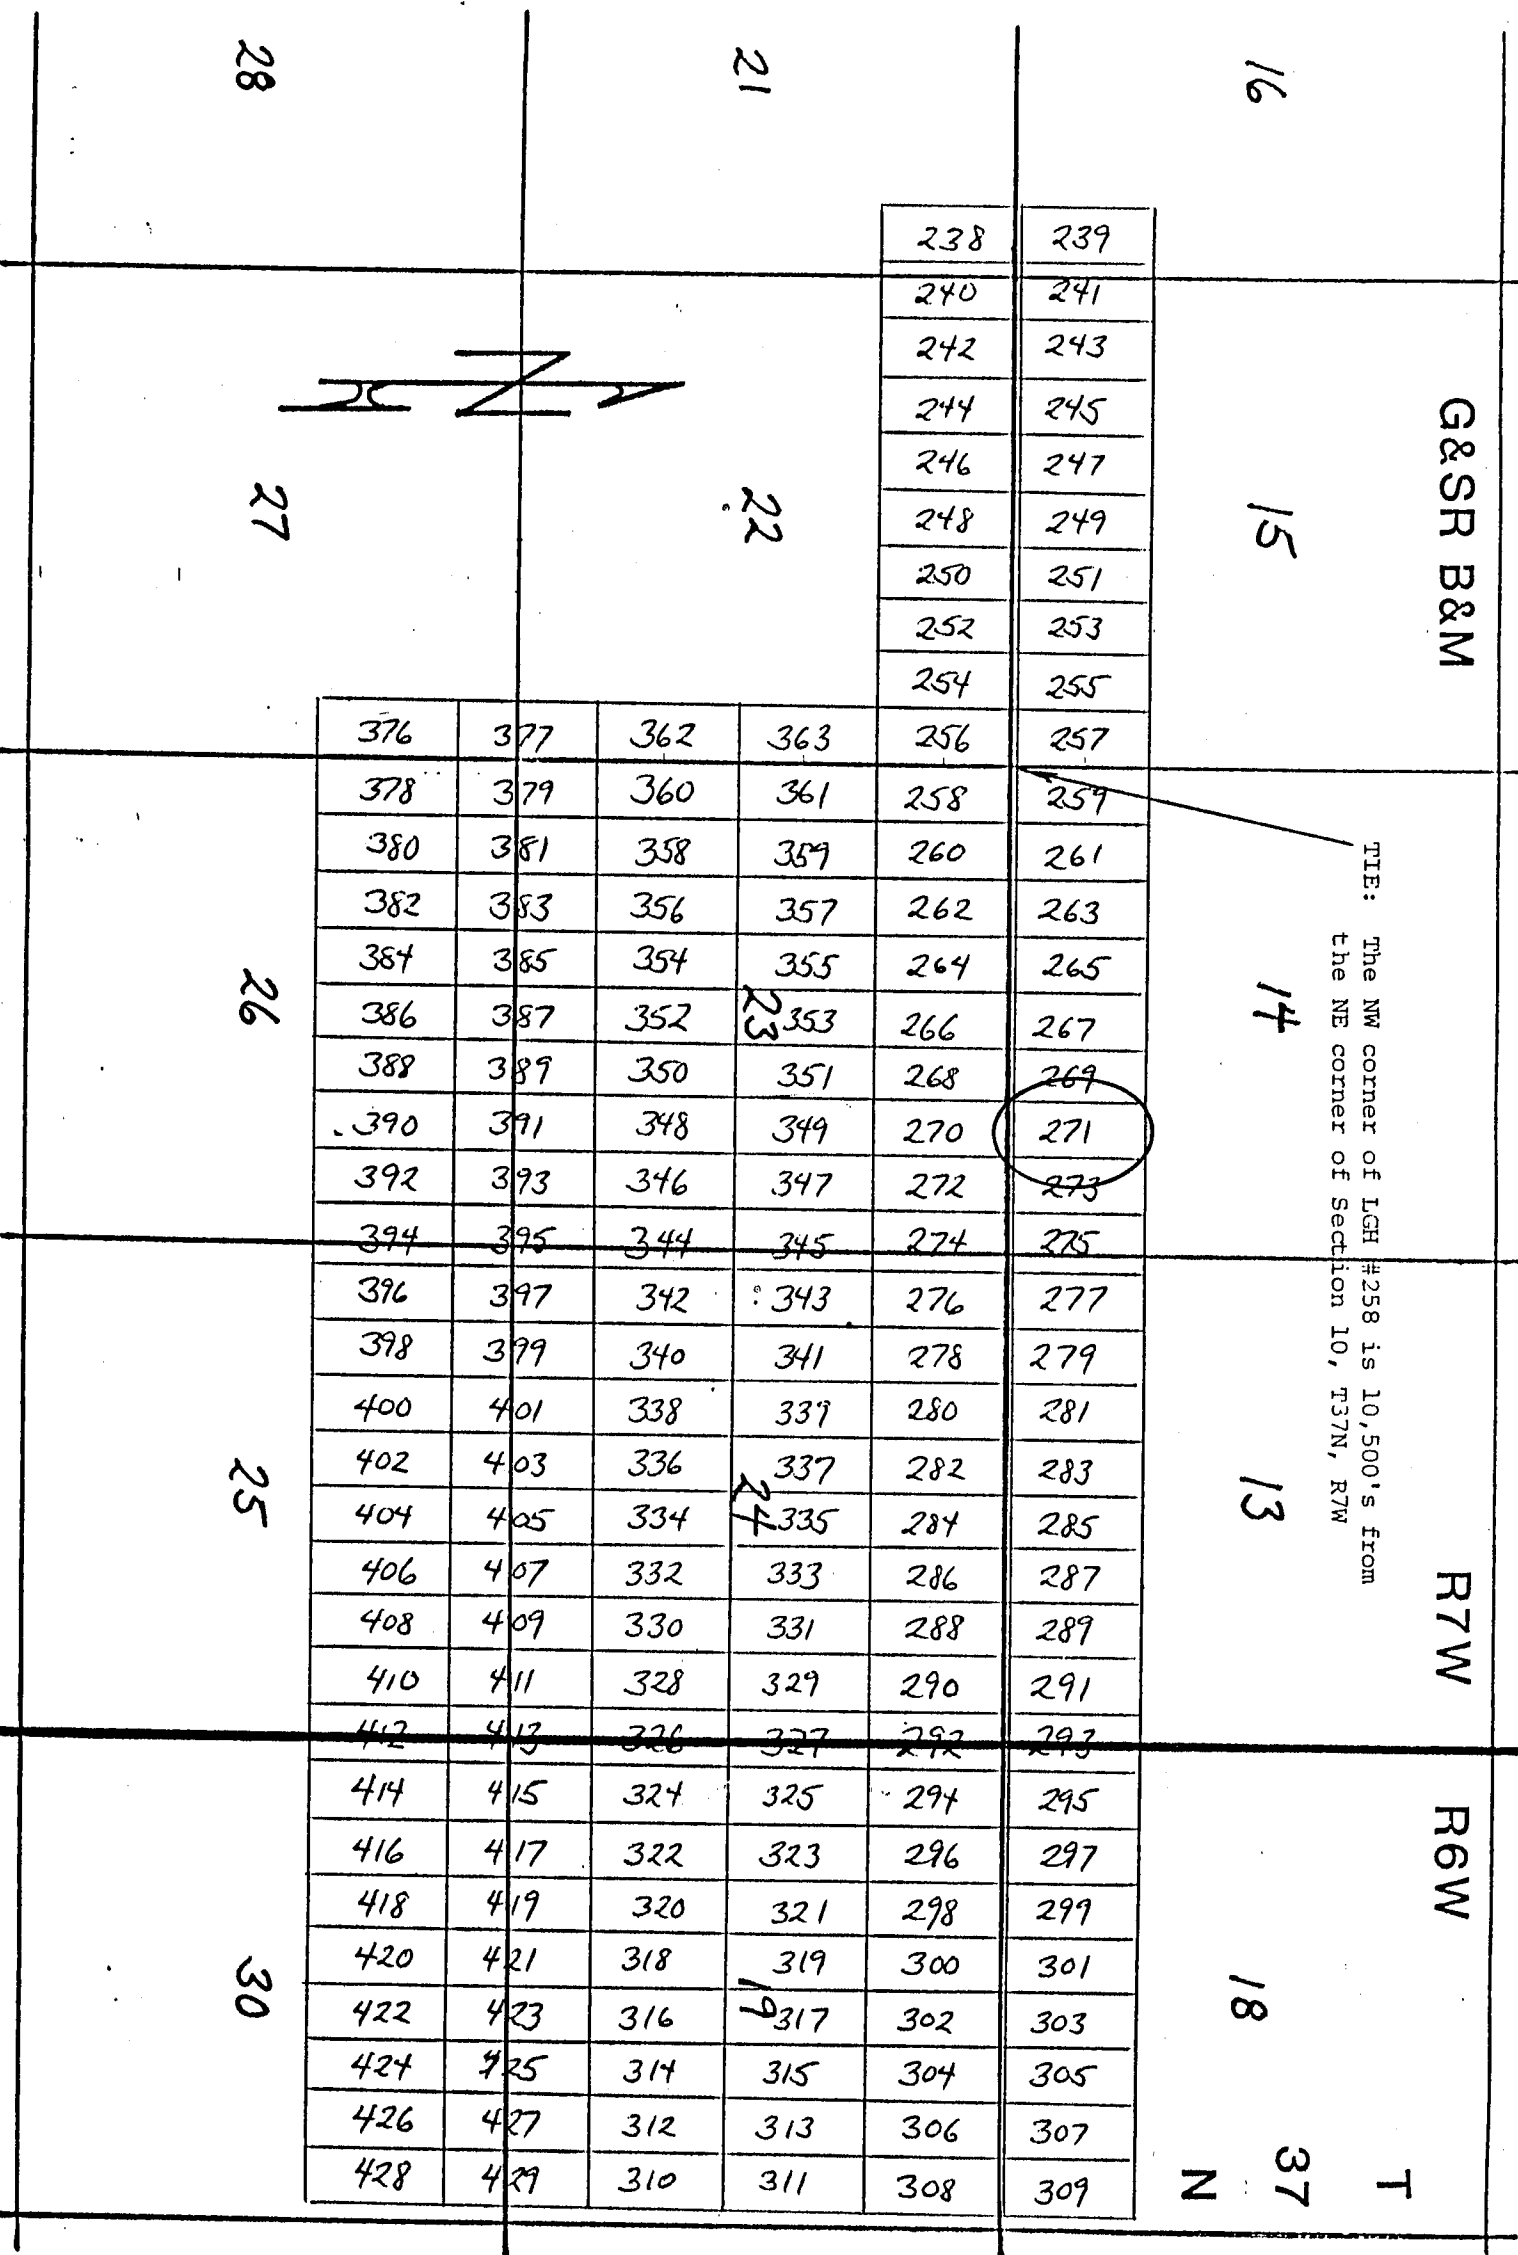 G&SR B&M R7W R6W
T
37
N
TIE: The NW corner of LGH #258 is 10,500's from
the NE corner of Section 10, T37N, R7W
16 15 14 13 18
21 22 23 24 19
28 27 26 25 30
N
238 239
240 241
242 243
244 245
246 247
248 249
250 251
252 253
254 255
376 377 362 363 256 257
378 379 360 361 258 259
380 381 358 359 260 261
382 383 356 357 262 263
384 385 354 355 264 265
386 387 352 353 266 267
388 389 350 351 268 269
390 391 348 349 270 271
392 393 346 347 272 273
394 395 344 345 274 275
396 397 342 343 276 277
398 399 340 341 278 279
400 401 338 339 280 281
402 403 336 337 282 283
404 405 334 335 284 285
406 407 332 333 286 287
408 409 330 331 288 289
410 411 328 329 290 291
412 413 326 327 292 293
414 415 324 325 294 295
416 417 322 323 296 297
418 419 320 321 298 299
420 421 318 319 300 301
422 423 316 317 302 303
424 425 314 315 304 305
426 427 312 313 306 307
428 429 310 311 308 309